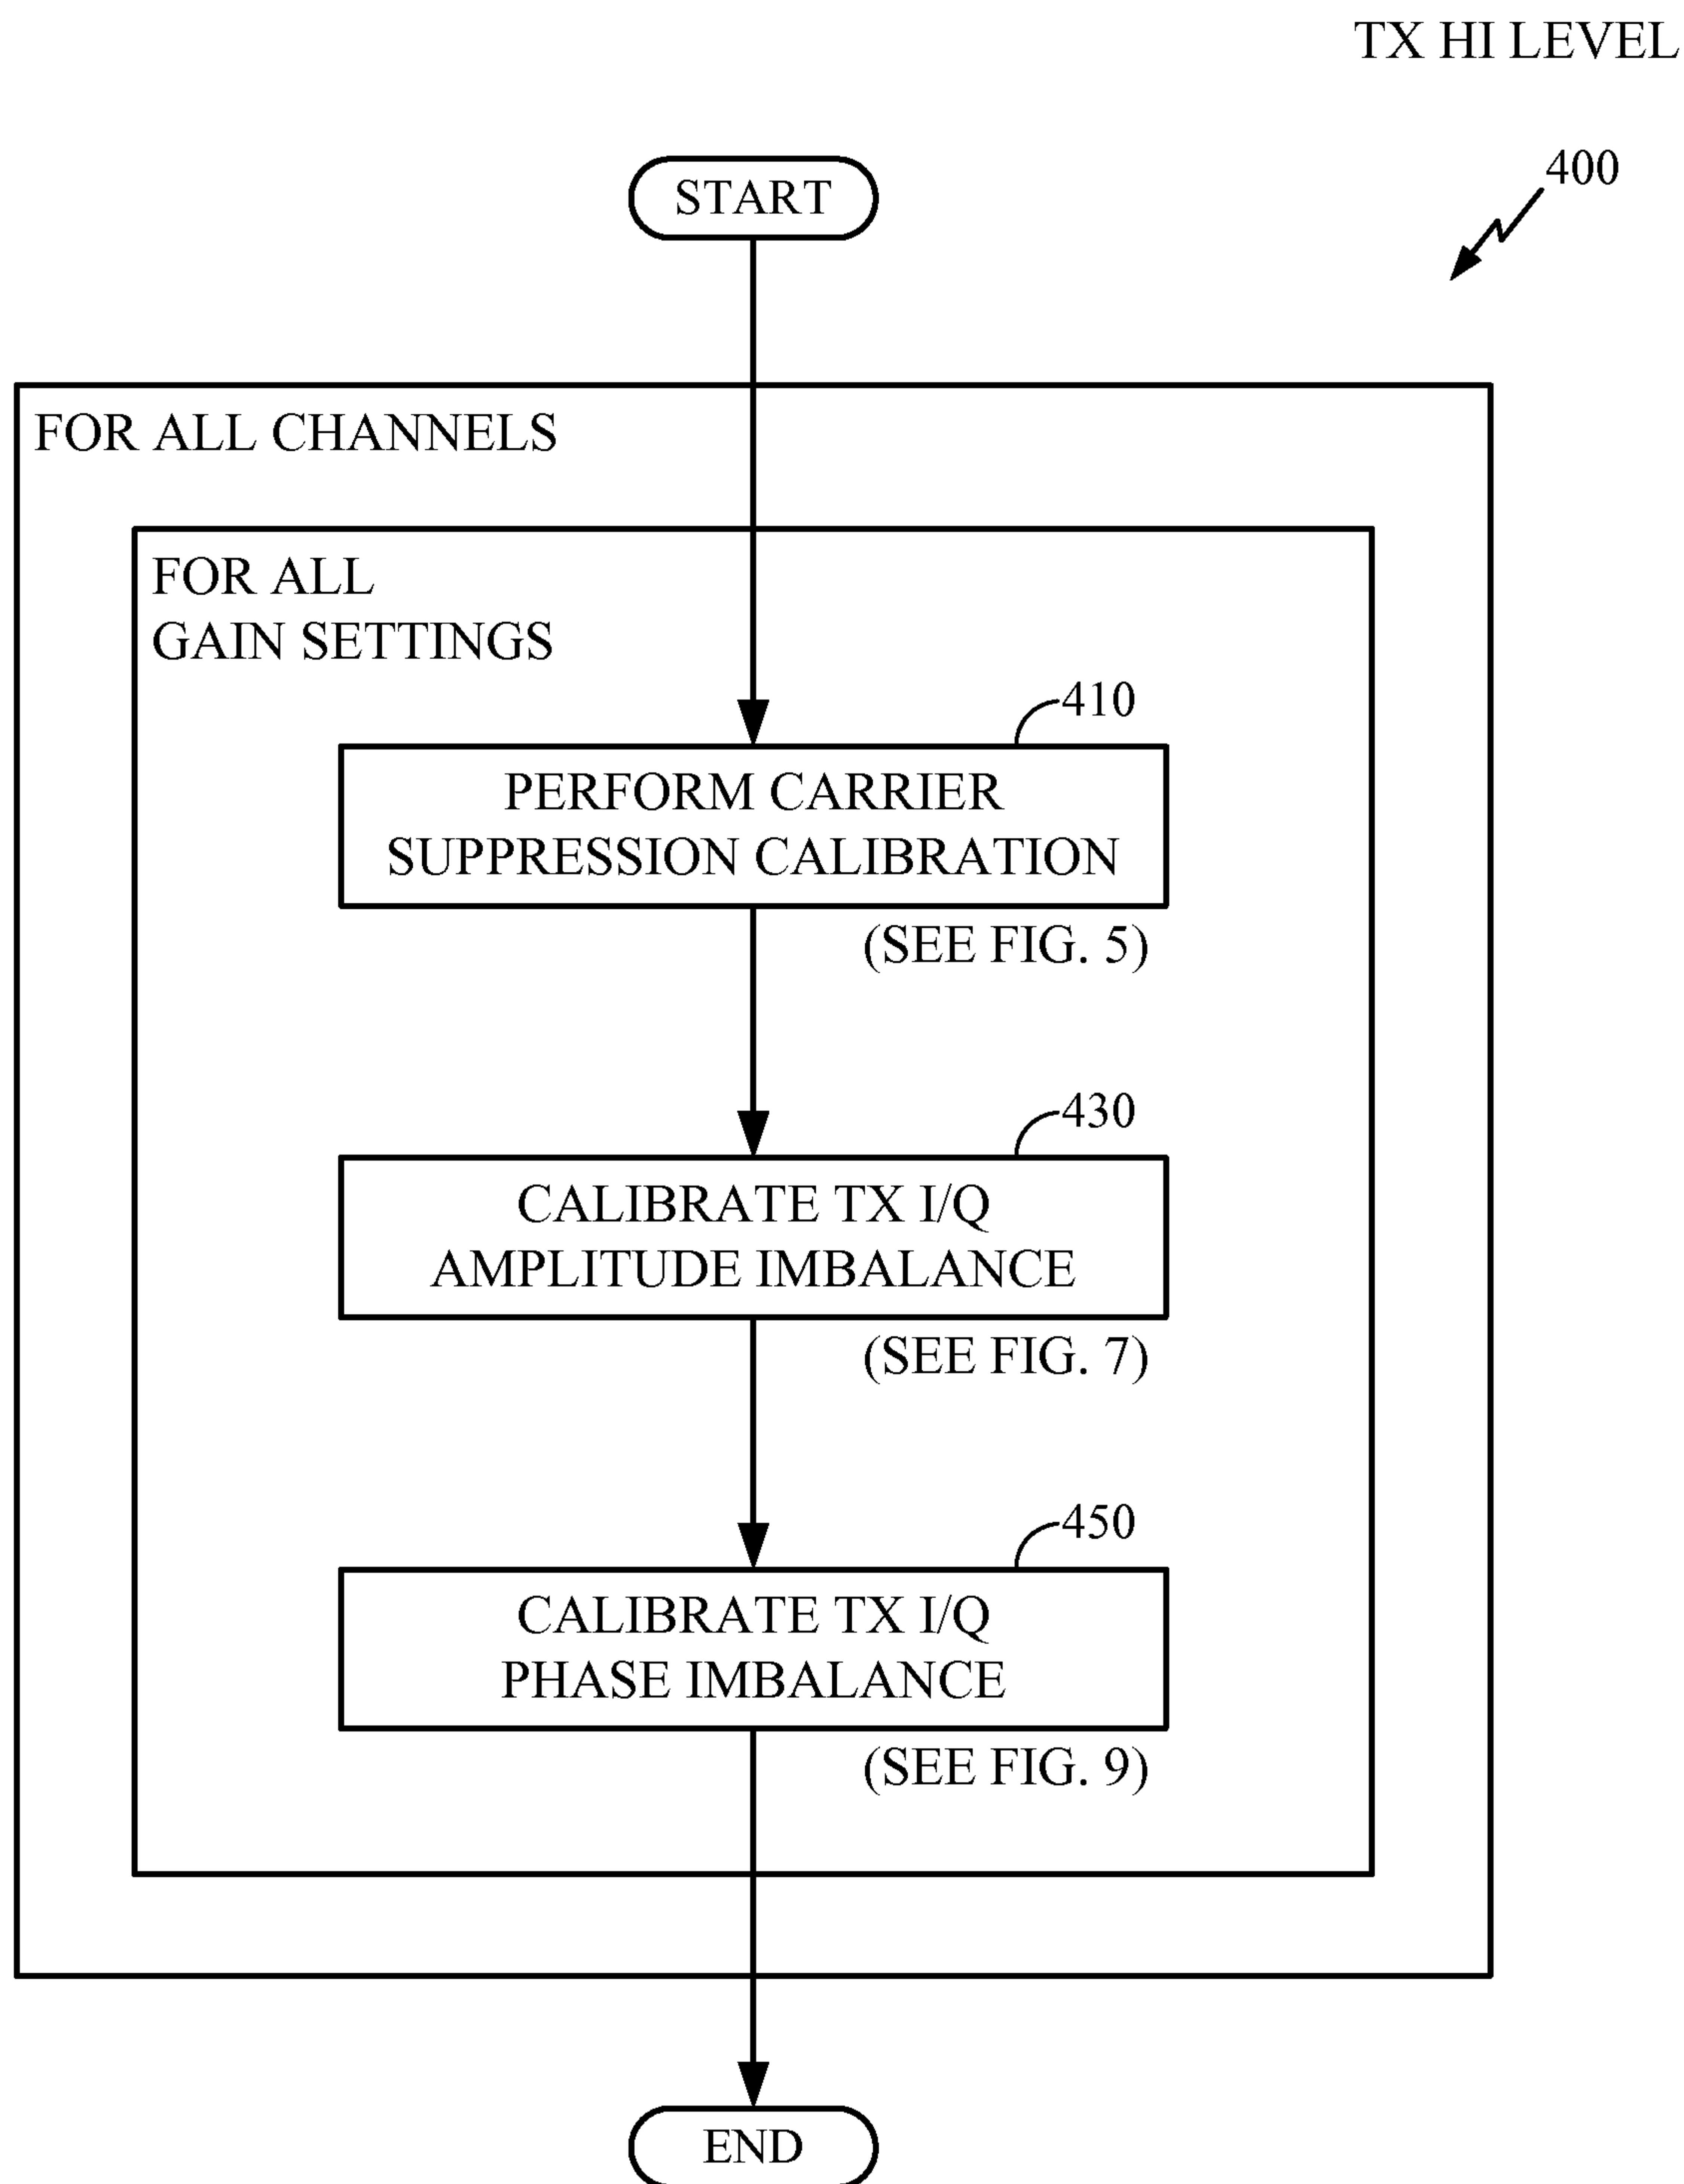 TX HI LEVEL
400
START
FOR ALL CHANNELS
FOR ALL
GAIN SETTINGS
410
PERFORM CARRIER
SUPPRESSION CALIBRATION
(SEE FIG. 5)
430
CALIBRATE TX I/Q
AMPLITUDE IMBALANCE
(SEE FIG. 7)
450
CALIBRATE TX I/Q
PHASE IMBALANCE
(SEE FIG. 9)
END